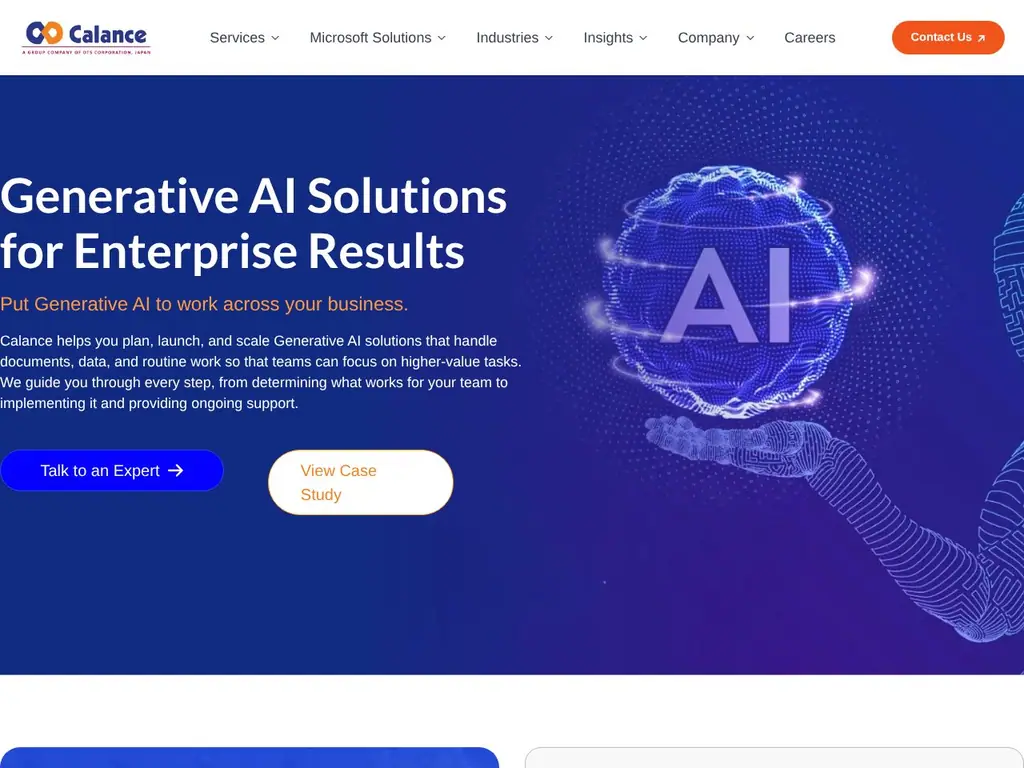 Calance
A GROUP COMPANY OF OTS CORPORATION, JAPAN
Services
Microsoft Solutions
Industries
Insights
Company
Careers
Contact Us
Generative AI Solutions
for Enterprise Results
Put Generative AI to work across your business.
Calance helps you plan, launch, and scale Generative AI solutions that handle
documents, data, and routine work so that teams can focus on higher-value tasks.
We guide you through every step, from determining what works for your team to
implementing it and providing ongoing support.
Talk to an Expert
View Case
Study
AI